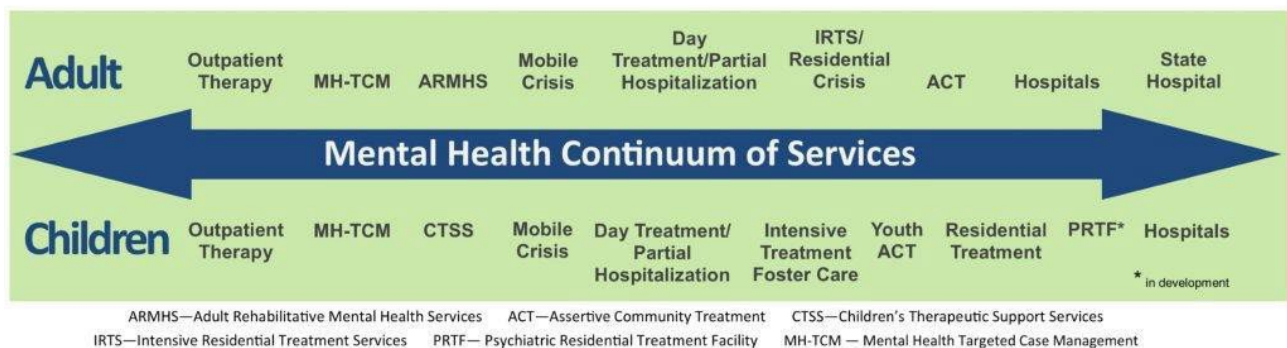 Adult
Outpatient
Therapy
MH-TCM
ARMHS
Mobile
Crisis
Day
Treatment/Partial
Hospitalization
IRTS/
Residential
Crisis
ACT
Hospitals
State
Hospital
Mental Health Continuum of Services
Children
Outpatient
Therapy
MH-TCM
CTSS
Mobile
Crisis
Day Treatment/
Partial
Hospitalization
Intensive
Treatment
Foster Care
Youth
ACT
Residential
Treatment
PRTF*
Hospitals
* in development
ARMHS—Adult Rehabilitative Mental Health Services ACT—Assertive Community Treatment CTSS—Children's Therapeutic Support Services
IRTS—Intensive Residential Treatment Services PRTF— Psychiatric Residential Treatment Facility MH-TCM — Mental Health Targeted Case Management